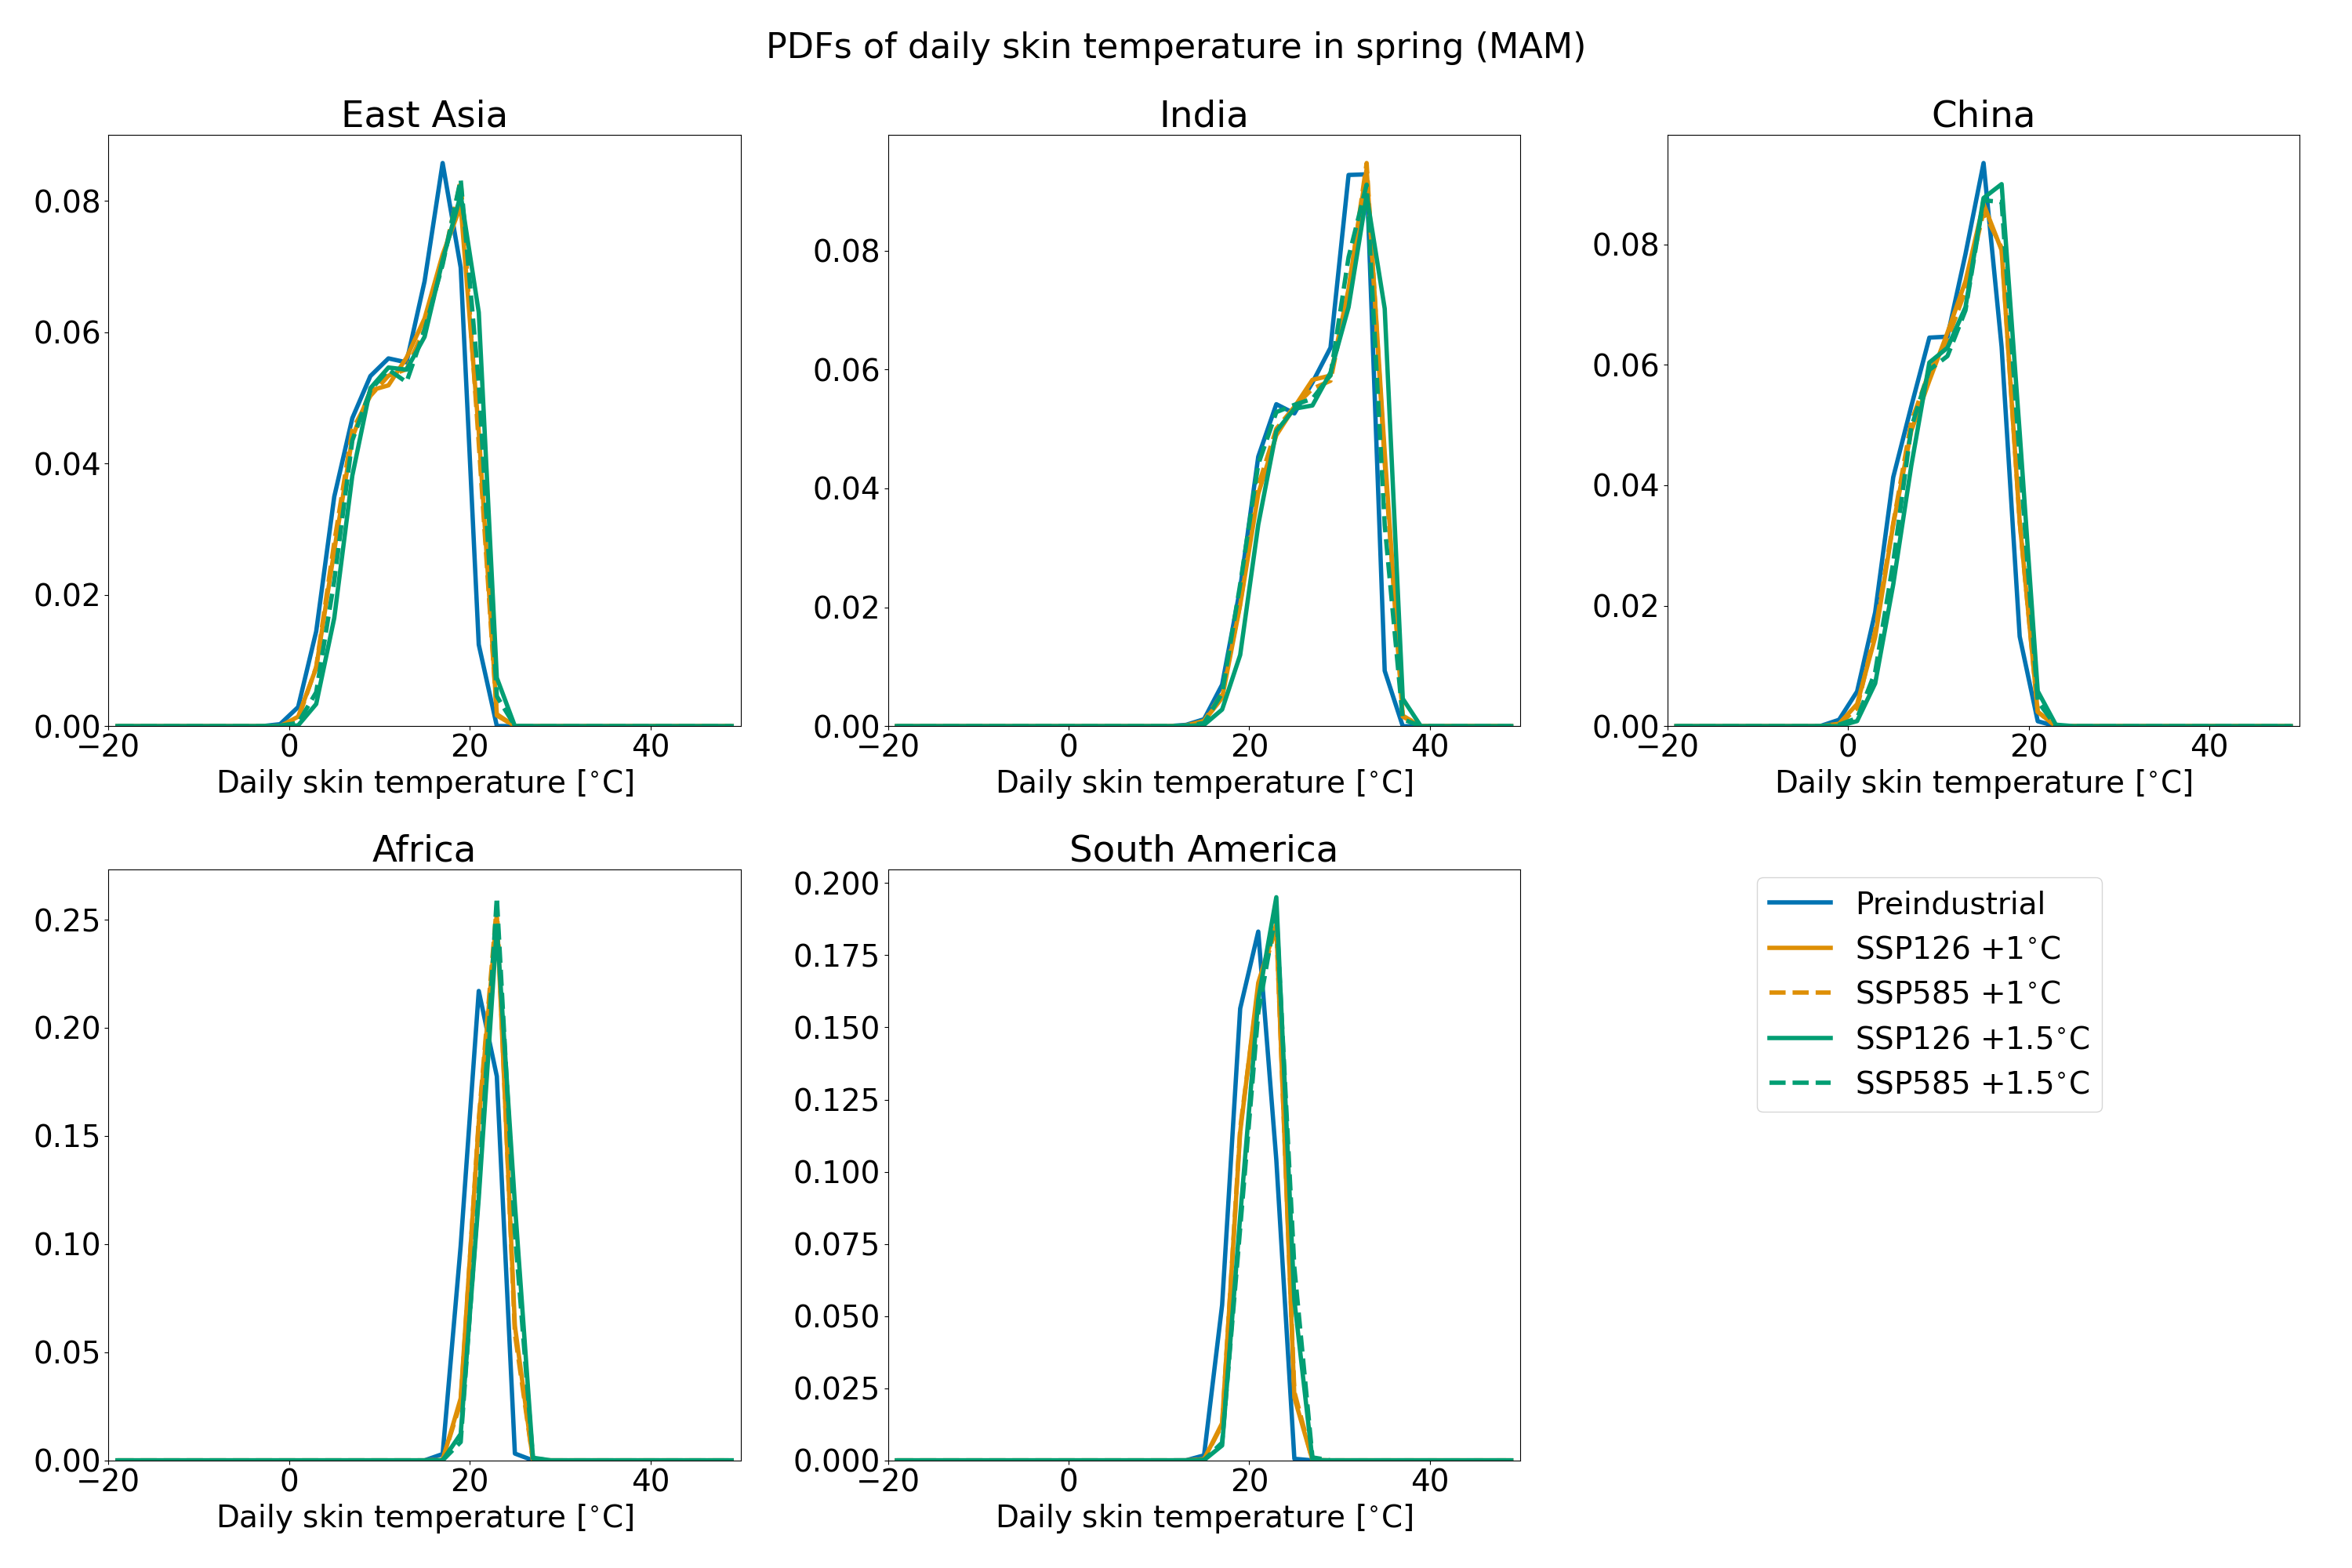 PDFs of daily skin temperature in spring (MAM)
East Asia
0.08
0.06
0.04
0.02
0.00
−20 0 20 40
Daily skin temperature [°C]
India
0.08
0.06
0.04
0.02
0.00
−20 0 20 40
Daily skin temperature [°C]
China
0.08
0.06
0.04
0.02
0.00
−20 0 20 40
Daily skin temperature [°C]
Africa
0.25
0.20
0.15
0.10
0.05
0.00
−20 0 20 40
Daily skin temperature [°C]
South America
0.200
0.175
0.150
0.125
0.100
0.075
0.050
0.025
0.000
−20 0 20 40
Daily skin temperature [°C]
Preindustrial
SSP126 +1°C
SSP585 +1°C
SSP126 +1.5°C
SSP585 +1.5°C